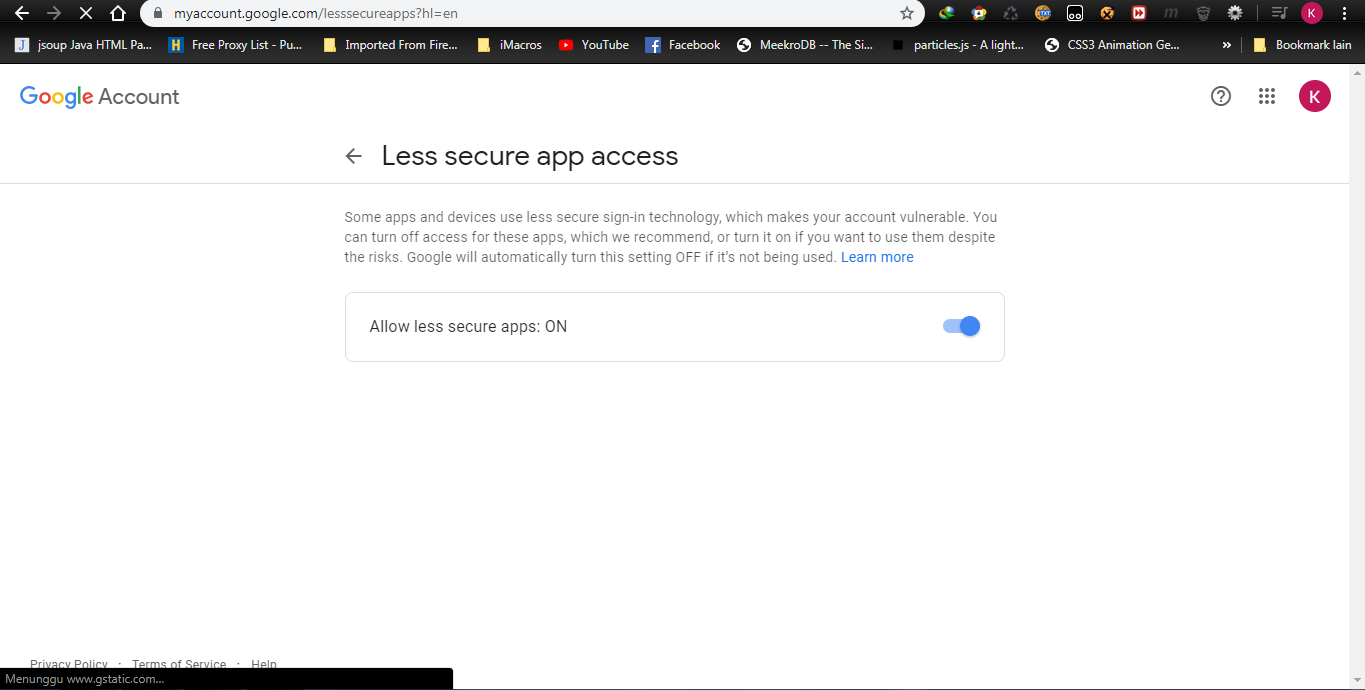 myaccount.google.com/lesssecureapps?hl=en
K
jsoup Java HTML Pa... Free Proxy List - Pu... Imported From Fire... iMacros YouTube Facebook MeekroDB -- The Si... particles.js - A light... CSS3 Animation Ge... » Bookmark lain
Google Account
K
Less secure app access
Some apps and devices use less secure sign-in technology, which makes your account vulnerable. You
can turn off access for these apps, which we recommend, or turn it on if you want to use them despite
the risks. Google will automatically turn this setting OFF if it's not being used. Learn more
Allow less secure apps: ON
Privacy Policy · Terms of Service · Help
Menunggu www.gstatic.com...